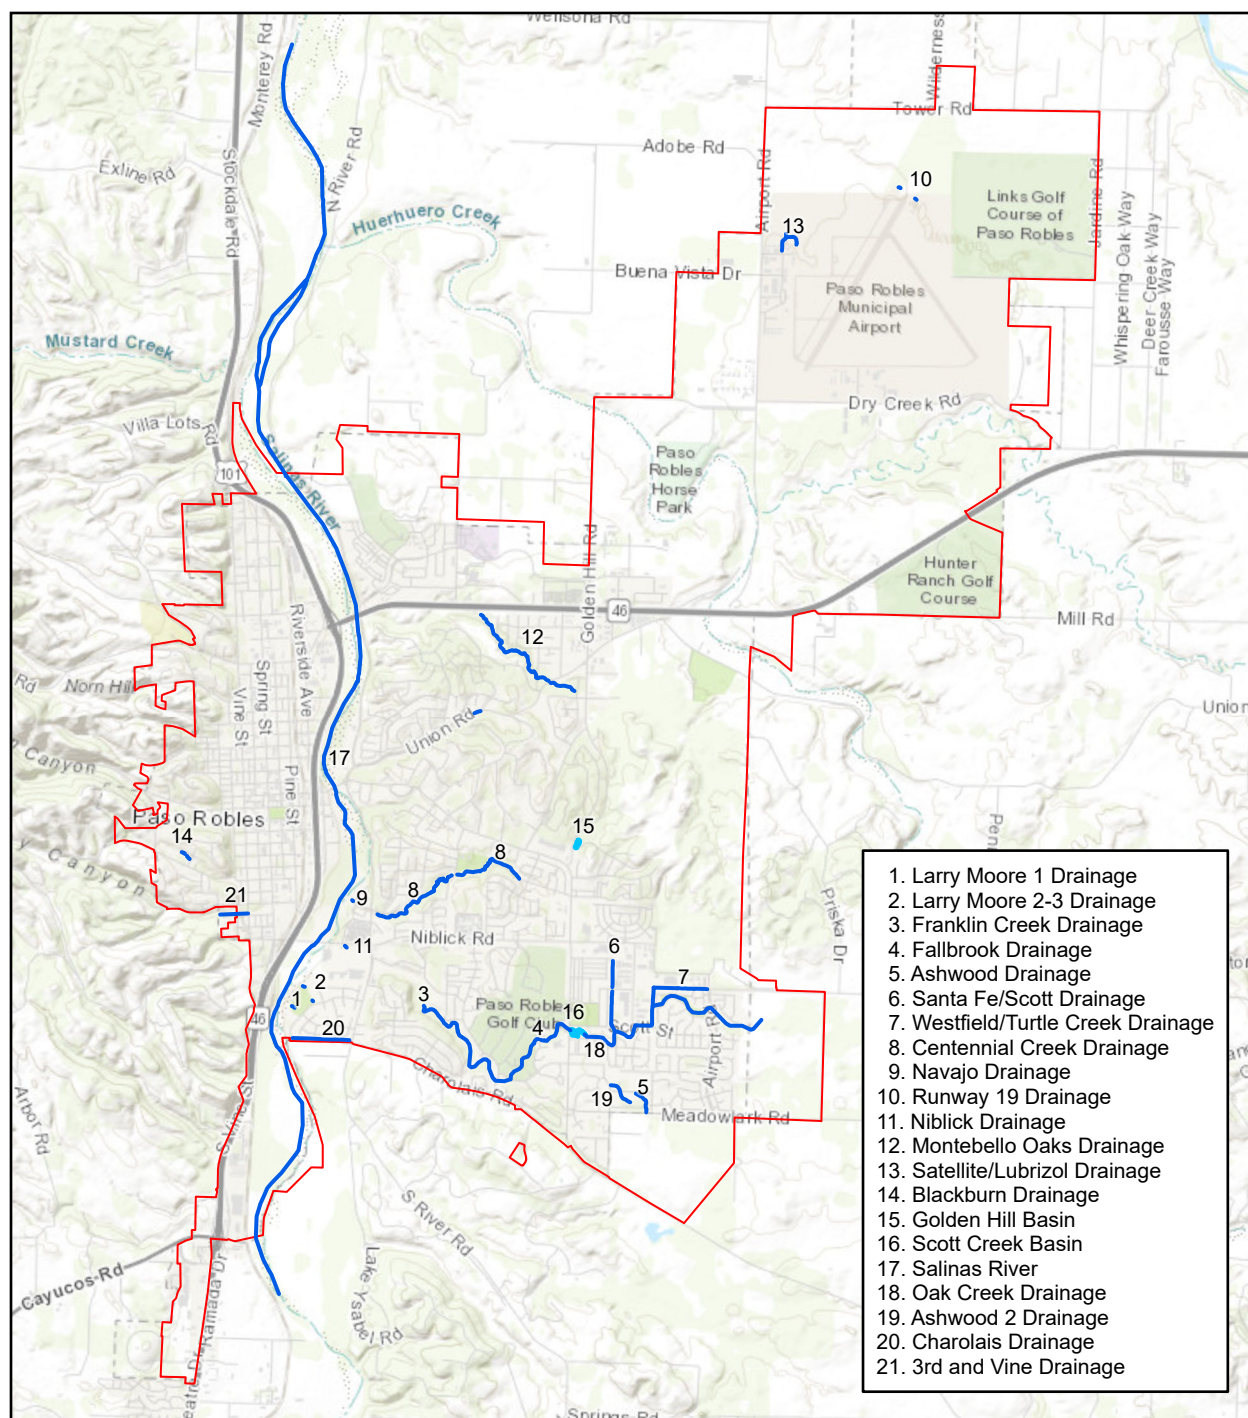 Wellsona Rd
Monterey Rd
Wilderness
Tower Rd
Adobe Rd
Airport Rd
Exline Rd
Stockdale Rd
N River Rd
10
Links Golf
Course of
Paso Robles
Jardine Rd
Whispering Oak Way
Deer Creek Way
Farousse Way
Huerhuero Creek
13
Buena Vista Dr
Paso Robles
Municipal
Airport
Mustard Creek
Dry Creek Rd
Villa Lots Rd
101
Salinas River
Paso
Robles
Horse
Park
Golden Hill Rd
Hunter
Ranch Golf
Course
46
Mill Rd
Riverside Ave
12
Rd
Spring St
Vine St
Union Rd
Union
17
Canyon
Pine St
Paso Robles
14
15
8
8
y Canyon
21
9
Priska Dr
Niblick Rd
11
6
7
2
1
3
Paso Robles
Golf Club
16
46
20
4
18
Scott St
Airport Rd
Charolais Rd
19
5
Meadowlark Rd
S Vine St
Arbor Rd
S River Rd
Lake Ysabel Rd
Cayucos Rd
Ramada Dr
Springs Rd
1. Larry Moore 1 Drainage
2. Larry Moore 2-3 Drainage
3. Franklin Creek Drainage
4. Fallbrook Drainage
5. Ashwood Drainage
6. Santa Fe/Scott Drainage
7. Westfield/Turtle Creek Drainage
8. Centennial Creek Drainage
9. Navajo Drainage
10. Runway 19 Drainage
11. Niblick Drainage
12. Montebello Oaks Drainage
13. Satellite/Lubrizol Drainage
14. Blackburn Drainage
15. Golden Hill Basin
16. Scott Creek Basin
17. Salinas River
18. Oak Creek Drainage
19. Ashwood 2 Drainage
20. Charolais Drainage
21. 3rd and Vine Drainage